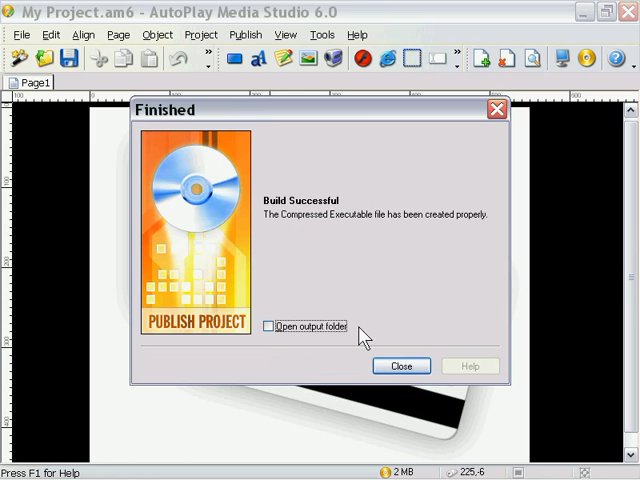 My Project.am6 - AutoPlay Media Studio 6.0
File Edit Align Page Object Project Publish View Tools Help
Page1
Finished
Build Successful
The Compressed Executable file has been created properly.
PUBLISH PROJECT
Open output folder
Close Help
Press F1 for Help 2 MB 225,-6